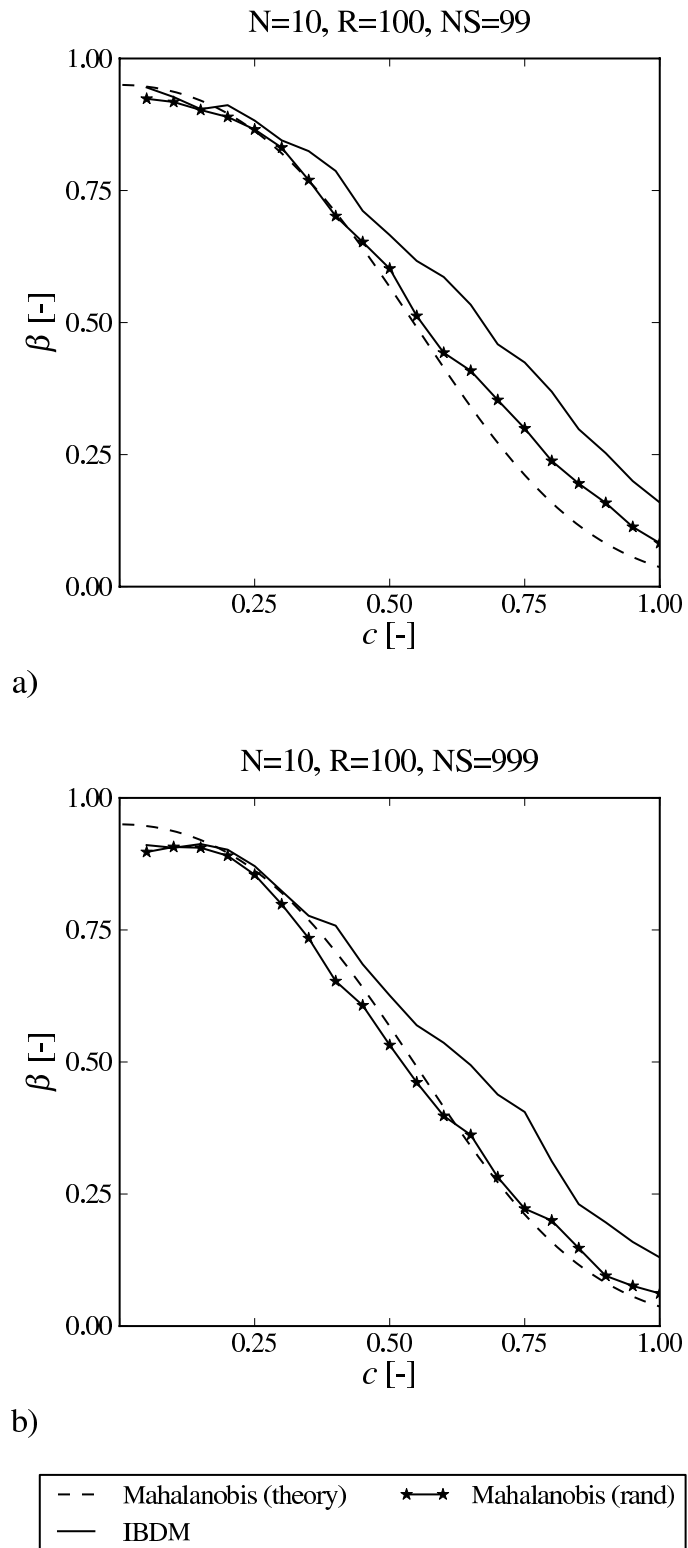 N=10, R=100, NS=99
1.00
0.75
0.50
0.25
0.00
β [-]
0.25 0.50 0.75 1.00
c [-]
a)
N=10, R=100, NS=999
1.00
0.75
0.50
0.25
0.00
β [-]
0.25 0.50 0.75 1.00
c [-]
b)
Mahalanobis (theory) Mahalanobis (rand)
IBDM